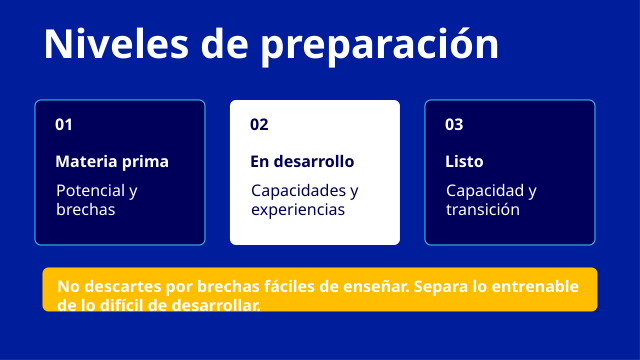 Niveles de preparación
01
Materia prima
Potencial y
brechas
02
En desarrollo
Capacidades y
experiencias
03
Listo
Capacidad y
transición
No descartes por brechas fáciles de enseñar. Separa lo entrenable
de lo difícil de desarrollar.